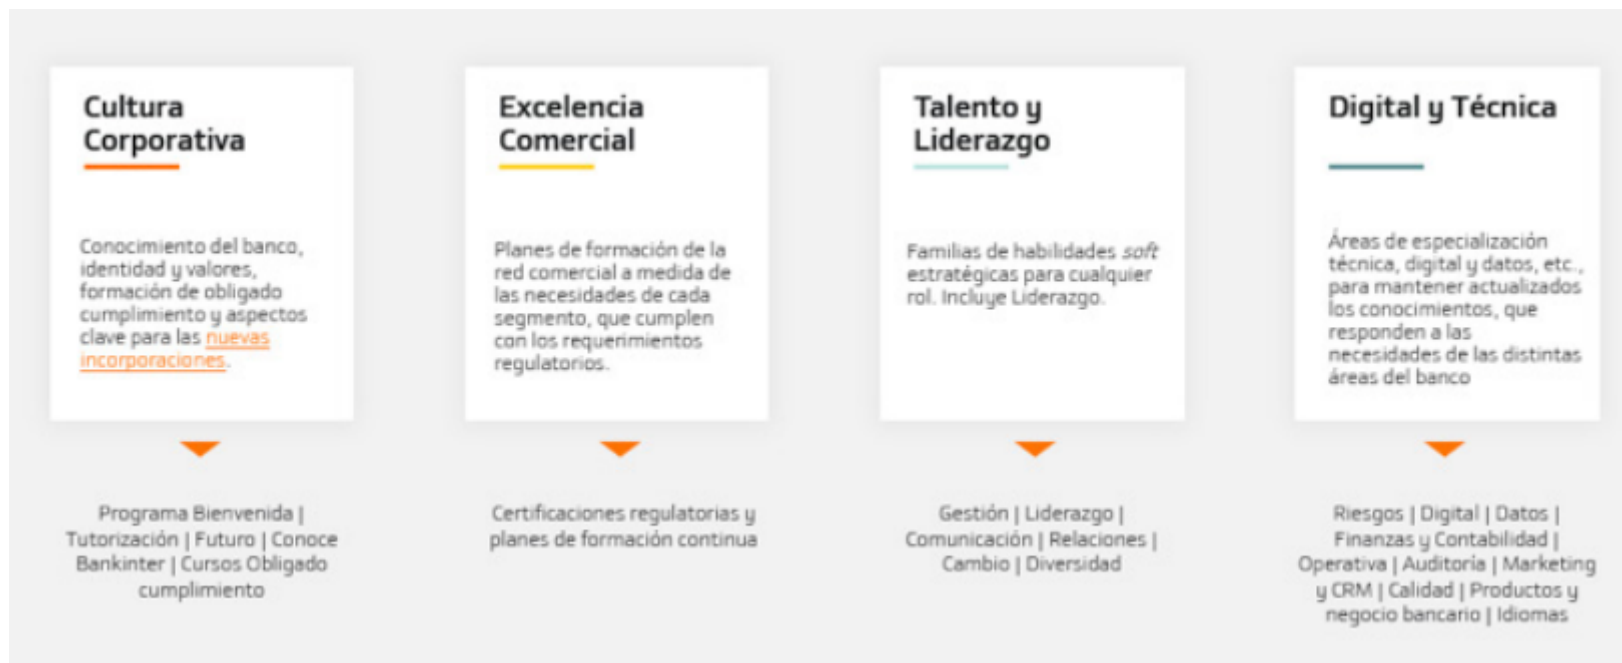 Cultura
Corporativa
Conocimiento del banco,
identidad y valores,
formación de obligado
cumplimiento y aspectos
clave para las nuevas
incorporaciones.
Programa Bienvenida |
Tutorización | Futuro | Conoce
Bankinter | Cursos Obligado
cumplimiento
Excelencia
Comercial
Planes de formación de la
red comercial a medida de
las necesidades de cada
segmento, que cumplen
con los requerimientos
regulatorios.
Certificaciones regulatorias y
planes de formación continua
Talento y
Liderazgo
Familias de habilidades soft
estratégicas para cualquier
rol. Incluye Liderazgo.
Gestión | Liderazgo |
Comunicación | Relaciones |
Cambio | Diversidad
Digital y Técnica
Áreas de especialización
técnica, digital y datos, etc.,
para mantener actualizados
los conocimientos, que
responden a las
necesidades de las distintas
áreas del banco
Riesgos | Digital | Datos |
Finanzas y Contabilidad |
Operativa | Auditoría | Marketing
y CRM | Calidad | Productos y
negocio bancario | Idiomas